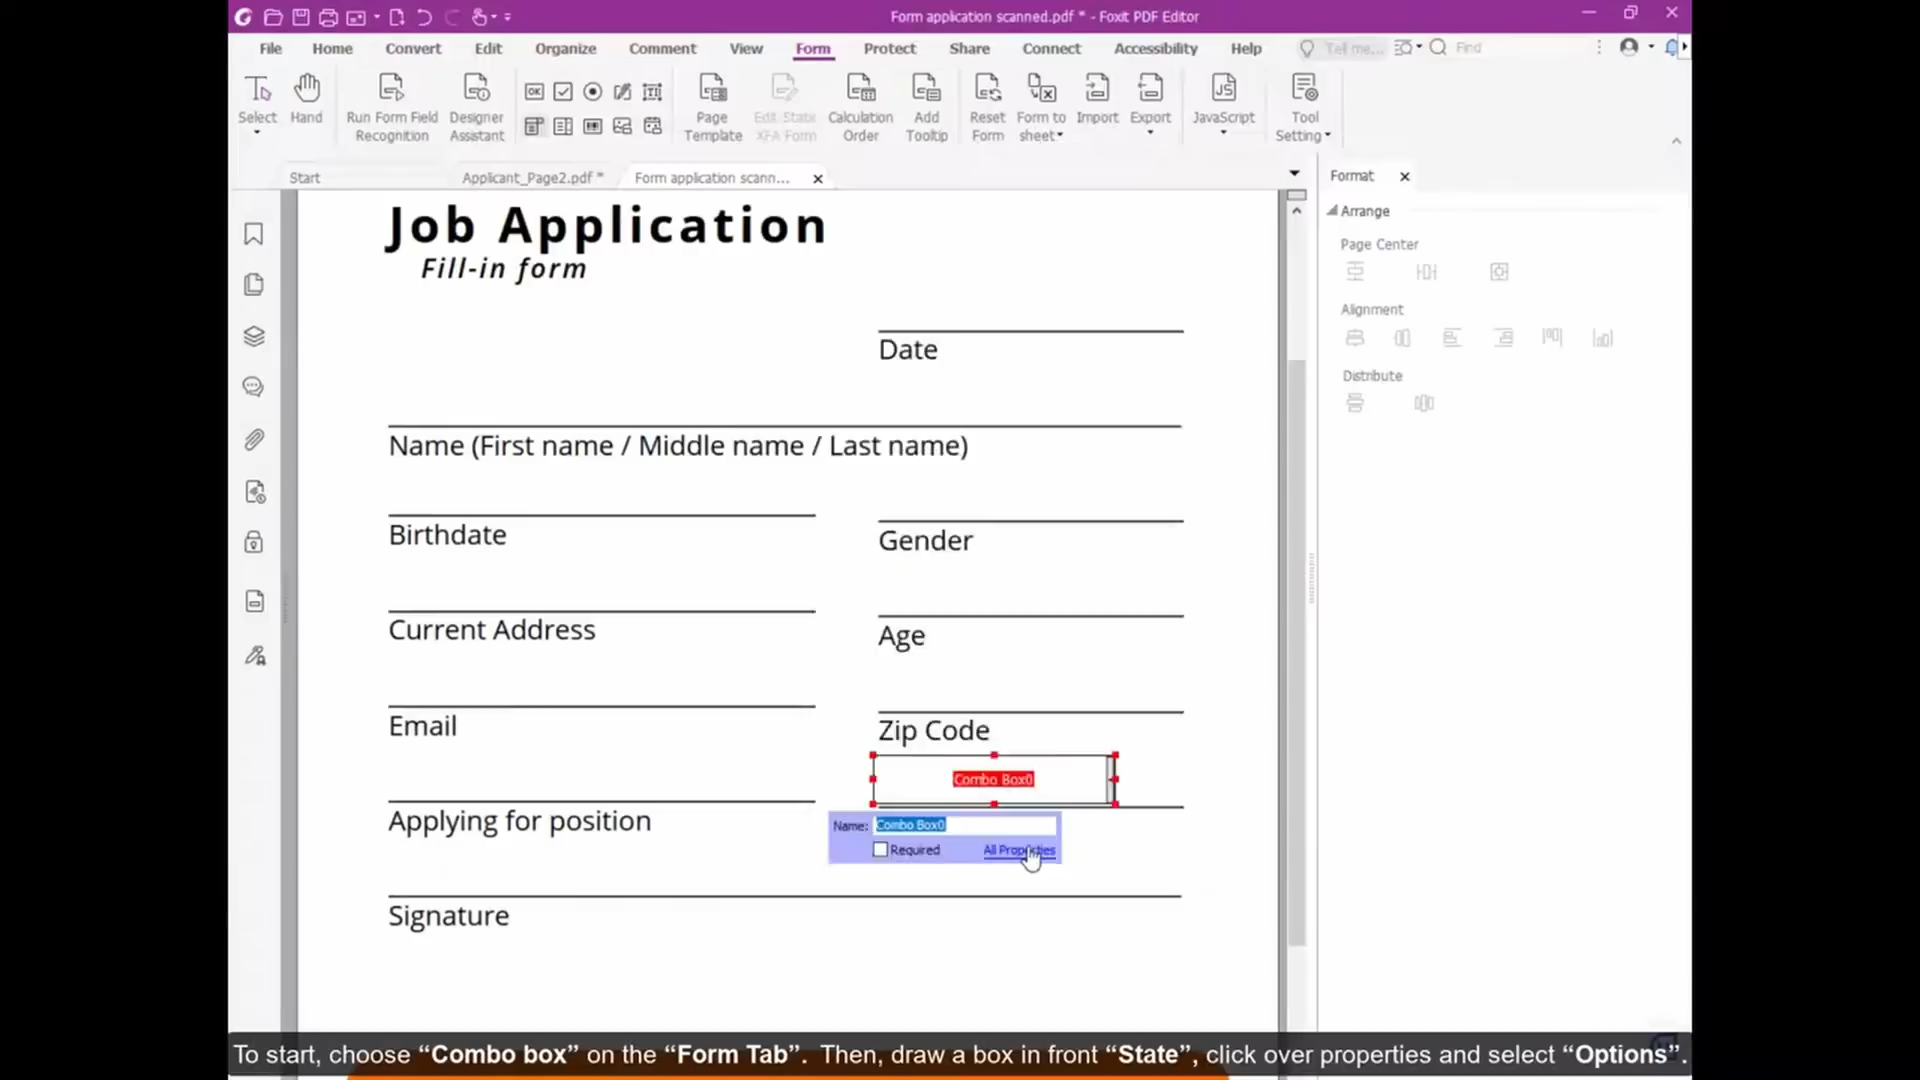 Form application scanned.pdf * - Foxit PDF Editor
File Home Convert Edit Organize Comment View Form Protect Share Connect Accessibility Help Tell me... Find
Select Hand Run Form Field Recognition Designer Assistant Page Template Edit Static XFA Form Calculation Order Add Tooltip Reset Form Form to sheet Import Export JavaScript Tool Setting
OK
Start Applicant_Page2.pdf * Form application scann...
Format
Arrange
Page Center
Alignment
Distribute
Job Application
Fill-in form
Date
Name (First name / Middle name / Last name)
Birthdate Gender
Current Address Age
Email Zip Code
Combo Box0
Applying for position
Name: Combo Box0
Required All Properties
Signature
To start, choose “Combo box” on the “Form Tab”. Then, draw a box in front “State”, click over properties and select “Options”.